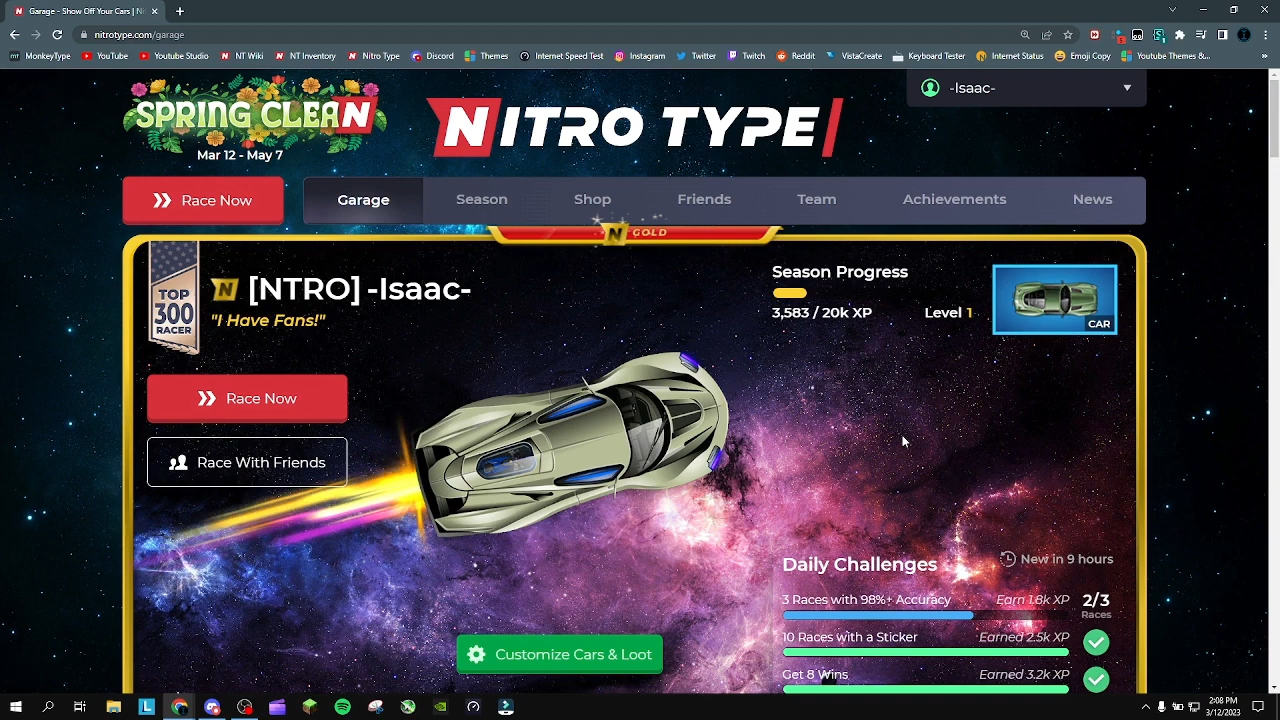 Garage - Show Off Your Cars | Ni
nitrotype.com/garage
MonkeyType
YouTube
Youtube Studio
NT Wiki
NT Inventory
Nitro Type
Discord
Themes
Internet Speed Test
Instagram
Twitter
Twitch
Reddit
VistaCreate
Keyboard Tester
Internet Status
Emoji Copy
Youtube Themes &...
SPRING CLEAN
Mar 12 - May 7
NITRO TYPE
-Isaac-
Race Now
Garage
Season
Shop
Friends
Team
Achievements
News
N GOLD
TOP
300
RACER
N [NTRO] -Isaac-
"I Have Fans!"
Season Progress
3,583 / 20k XP
Level 1
CAR
Race Now
Race With Friends
Daily Challenges
New in 9 hours
3 Races with 98%+ Accuracy
Earn 1.8k XP
2/3
Races
10 Races with a Sticker
Earned 2.5k XP
Get 8 Wins
Earned 3.2k XP
Customize Cars & Loot
2:08 PM
3/12/2023